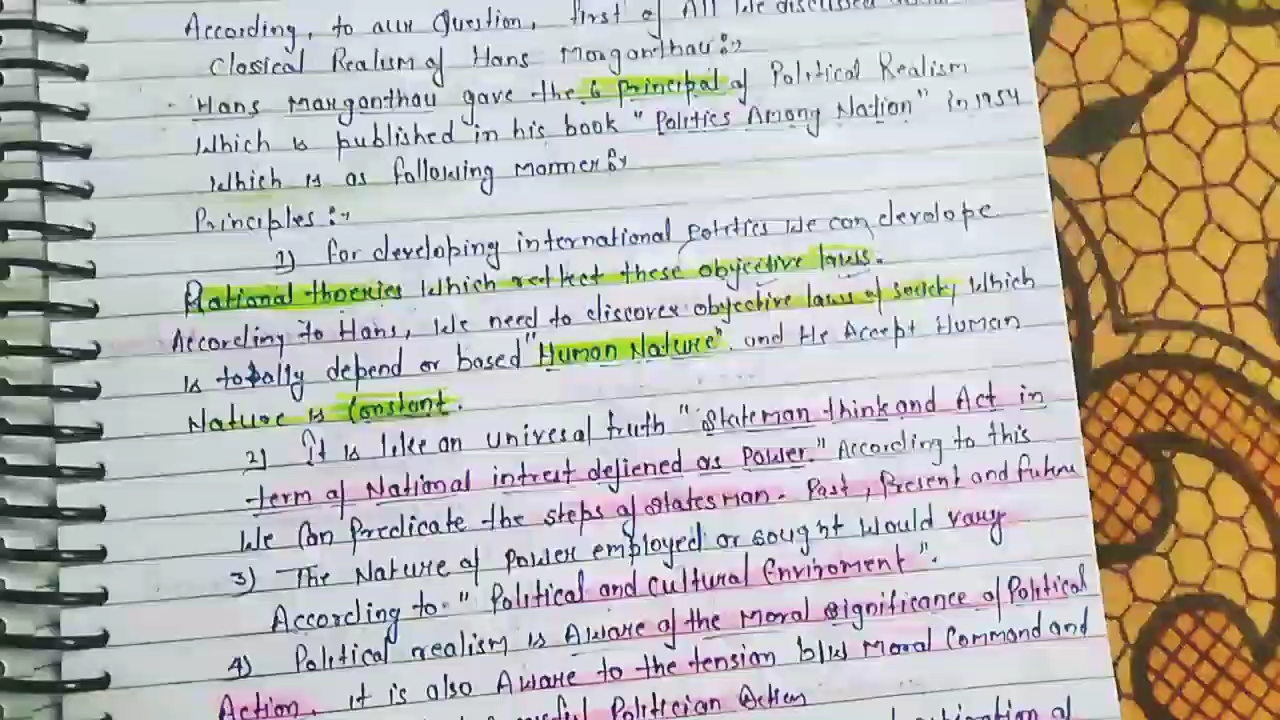 According, to aur Question, first of All We discussed
Classical Realism of Hans Morganthau:-
Hans Marganthau gave the 6 principal of Political Realism
Which is published in his book "Politics Among Nation" in 1954
Which is as following manner:-
Principles:-
1) for developing international politics We can develope
Rational thoeries Which reflect these objective laws.
According to Hans, We need to discover objective laws of society Which
is totally depend or based "Human Nature". and He Accept Human
Nature is Constant.
2) It is like an univesal truth "Stateman think and Act in
term of National intrest defiened as Power." According to this
We Can Predicate the steps of statesman. Past, Present and future
3) The Nature of Power employed or sought Would vary
According to "Political and cultural Enviroment".
4) Political realism is Aware of the Moral significance of Political
Action. it is also Aware to the tension b/w Moral Command and
Politician Action
of